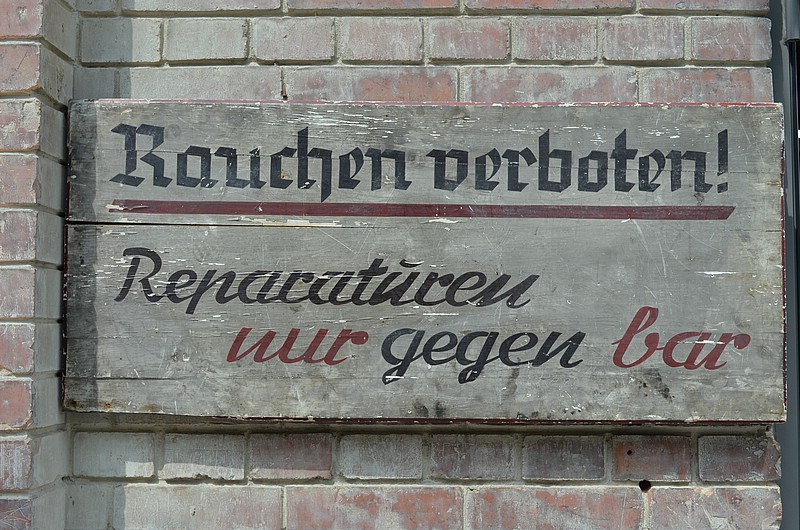 Rauchen verboten!
Reparaturen
nur gegen bar